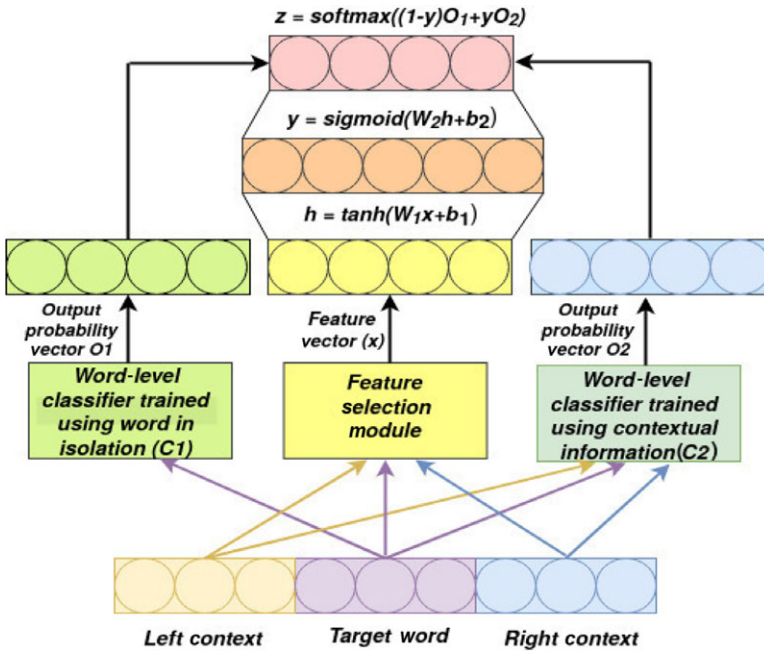 z = softmax((1-y)O₁+yO₂)
y = sigmoid(W₂h+b₂)
h = tanh(W₁x+b₁)
Output
probability
vector O1
Feature
vector (x)
Output
probability
vector O2
Word-level
classifier trained
using word in
isolation (C1)
Feature
selection
module
Word-level
classifier trained
using contextual
information(C2)
Left context
Target word
Right context